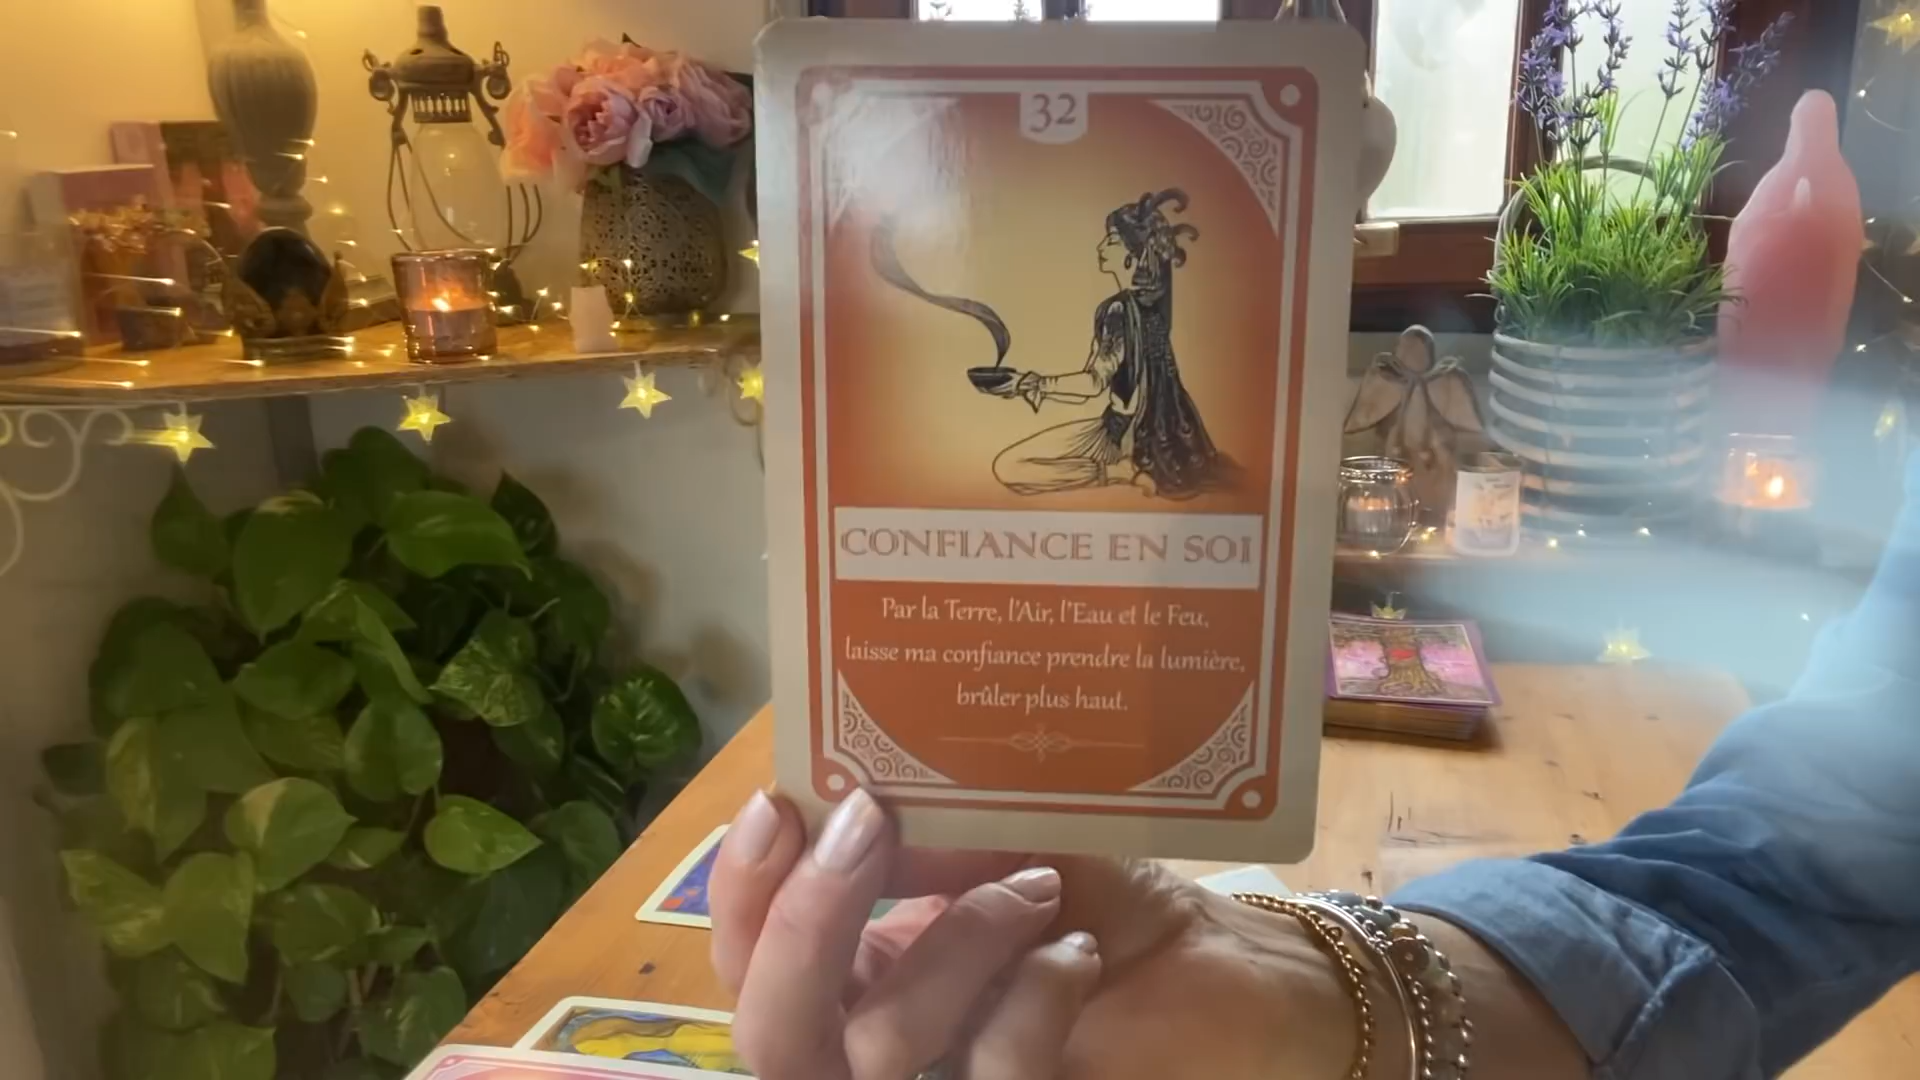 32
CONFIANCE EN SOI
Par la Terre, l'Air, l'Eau et le Feu,
laisse ma confiance prendre la lumière,
brûler plus haut.